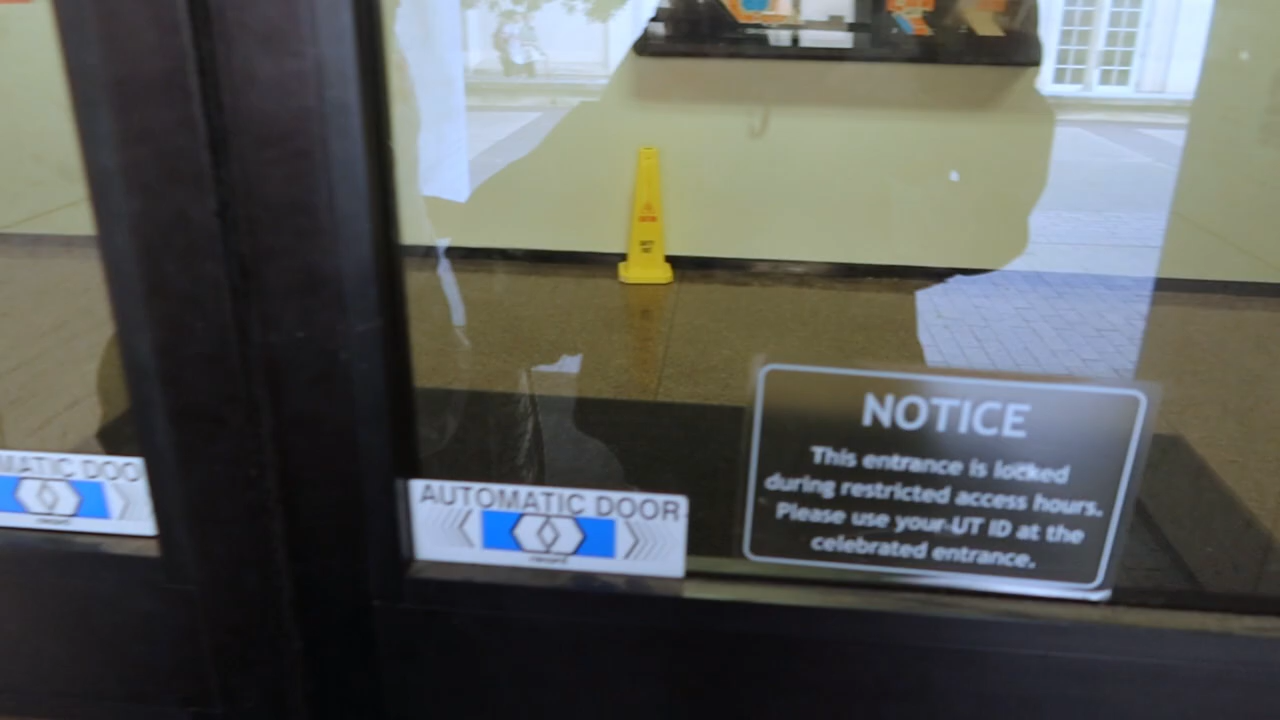 CAUTION
NOTICE
This entrance is locked
during restricted access hours.
Please use your UT ID at the
celebrated entrance.
MATIC DOO
AUTOMATIC DOOR